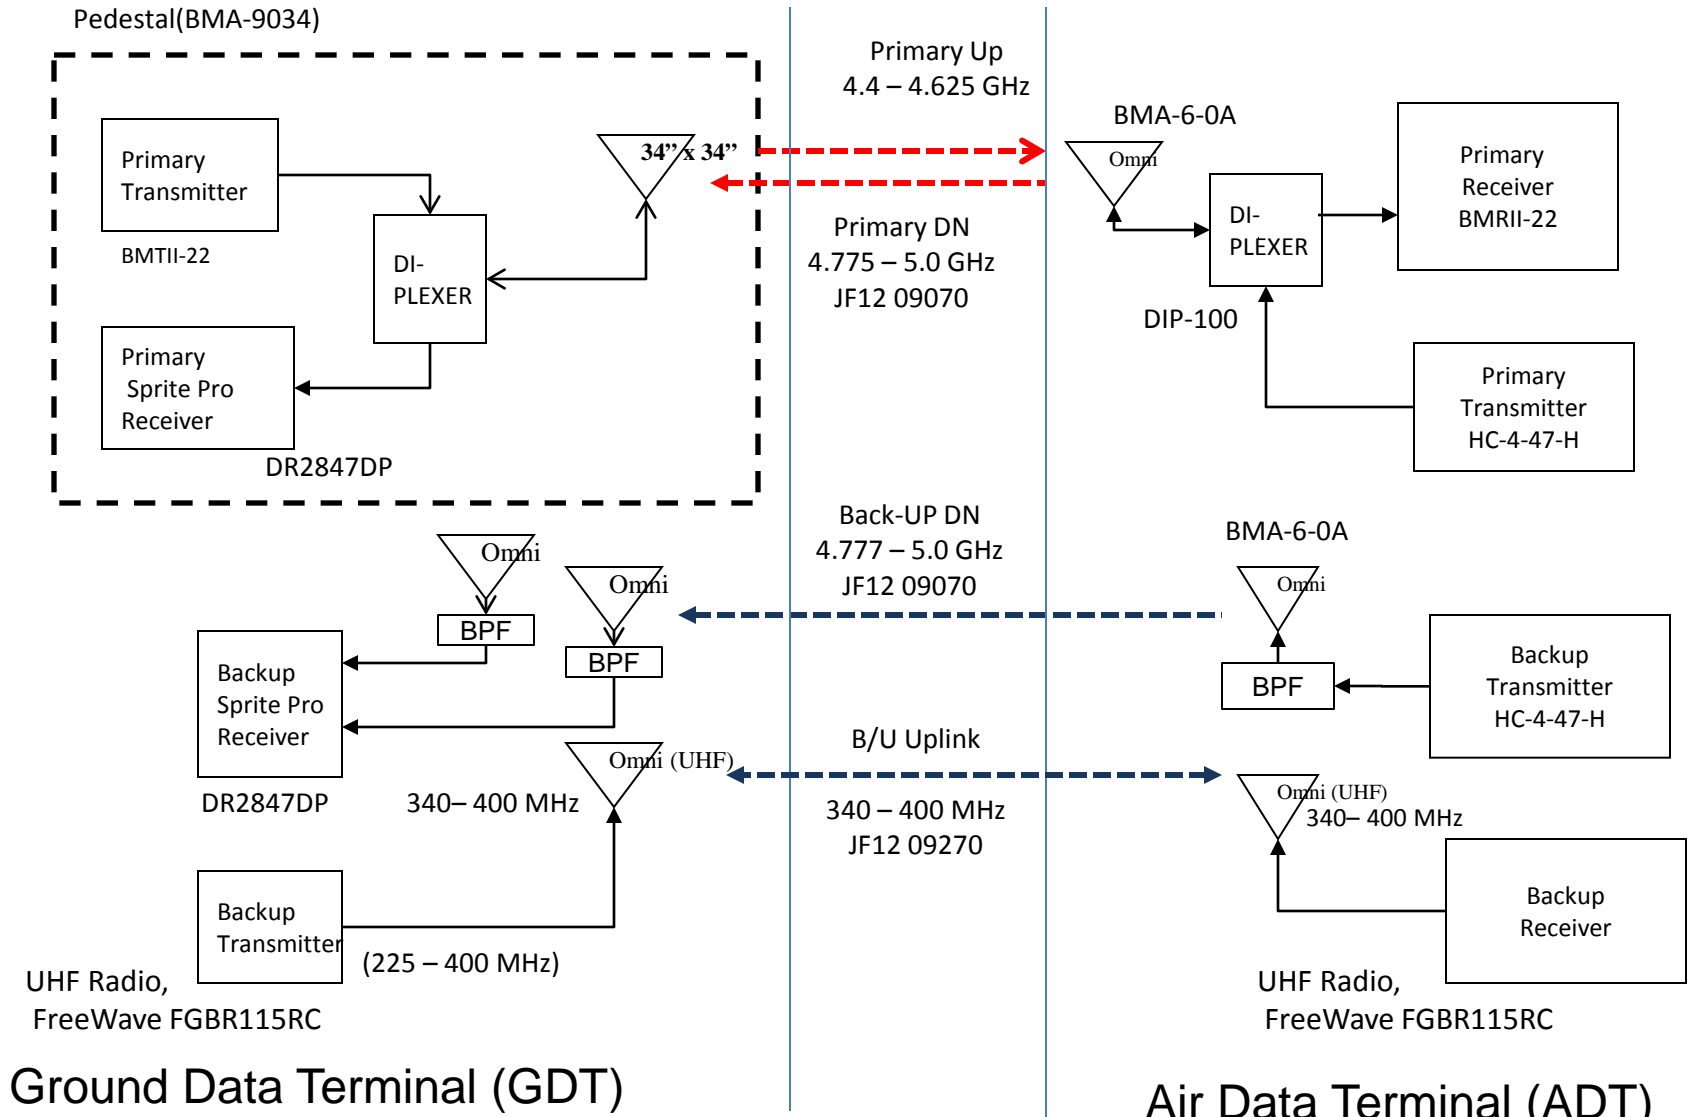 Pedestal(BMA-9034)
Primary
Transmitter
BMTII-22
DI-
PLEXER
34” x 34”
Primary
Sprite Pro
Receiver
DR2847DP
Primary Up
4.4 – 4.625 GHz
Primary DN
4.775 – 5.0 GHz
JF12 09070
BMA-6-0A
Omni
DI-
PLEXER
DIP-100
Primary
Receiver
BMRII-22
Primary
Transmitter
HC-4-47-H
Omni
Omni
BPF
BPF
Backup
Sprite Pro
Receiver
DR2847DP
Back-UP DN
4.777 – 5.0 GHz
JF12 09070
BMA-6-0A
Omni
BPF
Backup
Transmitter
HC-4-47-H
Omni (UHF)
340– 400 MHz
B/U Uplink
340 – 400 MHz
JF12 09270
Omni (UHF)
340– 400 MHz
Backup
Transmitter
(225 – 400 MHz)
UHF Radio,
FreeWave FGBR115RC
Backup
Receiver
UHF Radio,
FreeWave FGBR115RC
Ground Data Terminal (GDT)
Air Data Terminal (ADT)